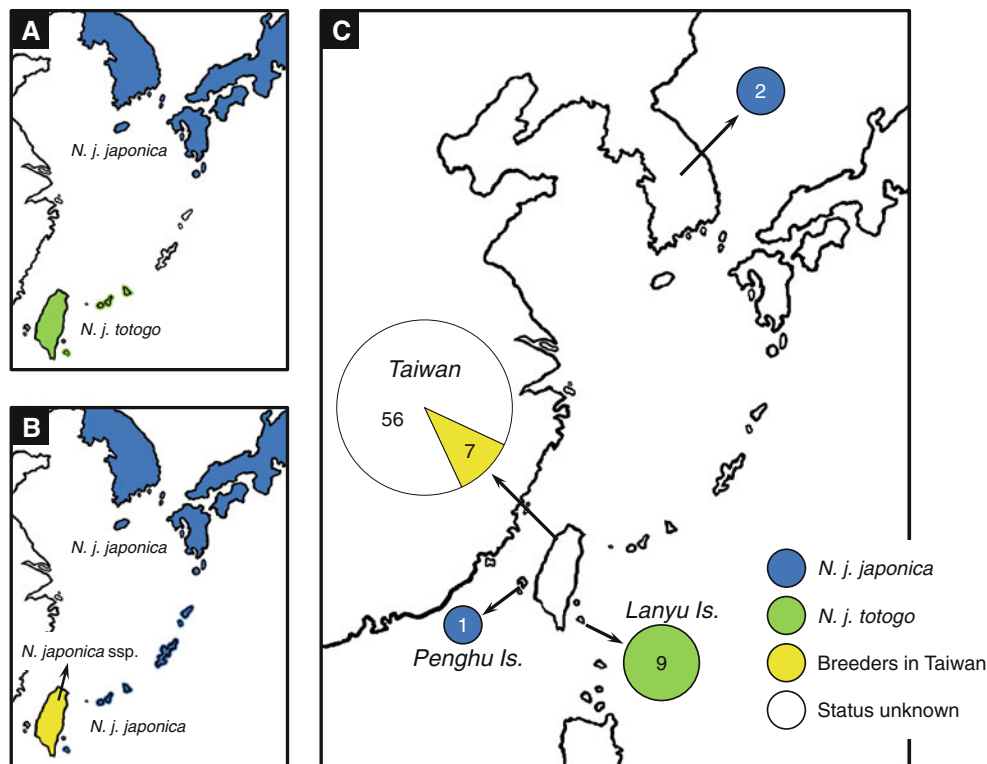 A
N. j. japonica
N. j. totogo
B
N. j. japonica
N. japonica ssp.
N. j. japonica
C
2
Taiwan
56
7
1
Penghu Is.
Lanyu Is.
9
N. j. japonica
N. j. totogo
Breeders in Taiwan
Status unknown